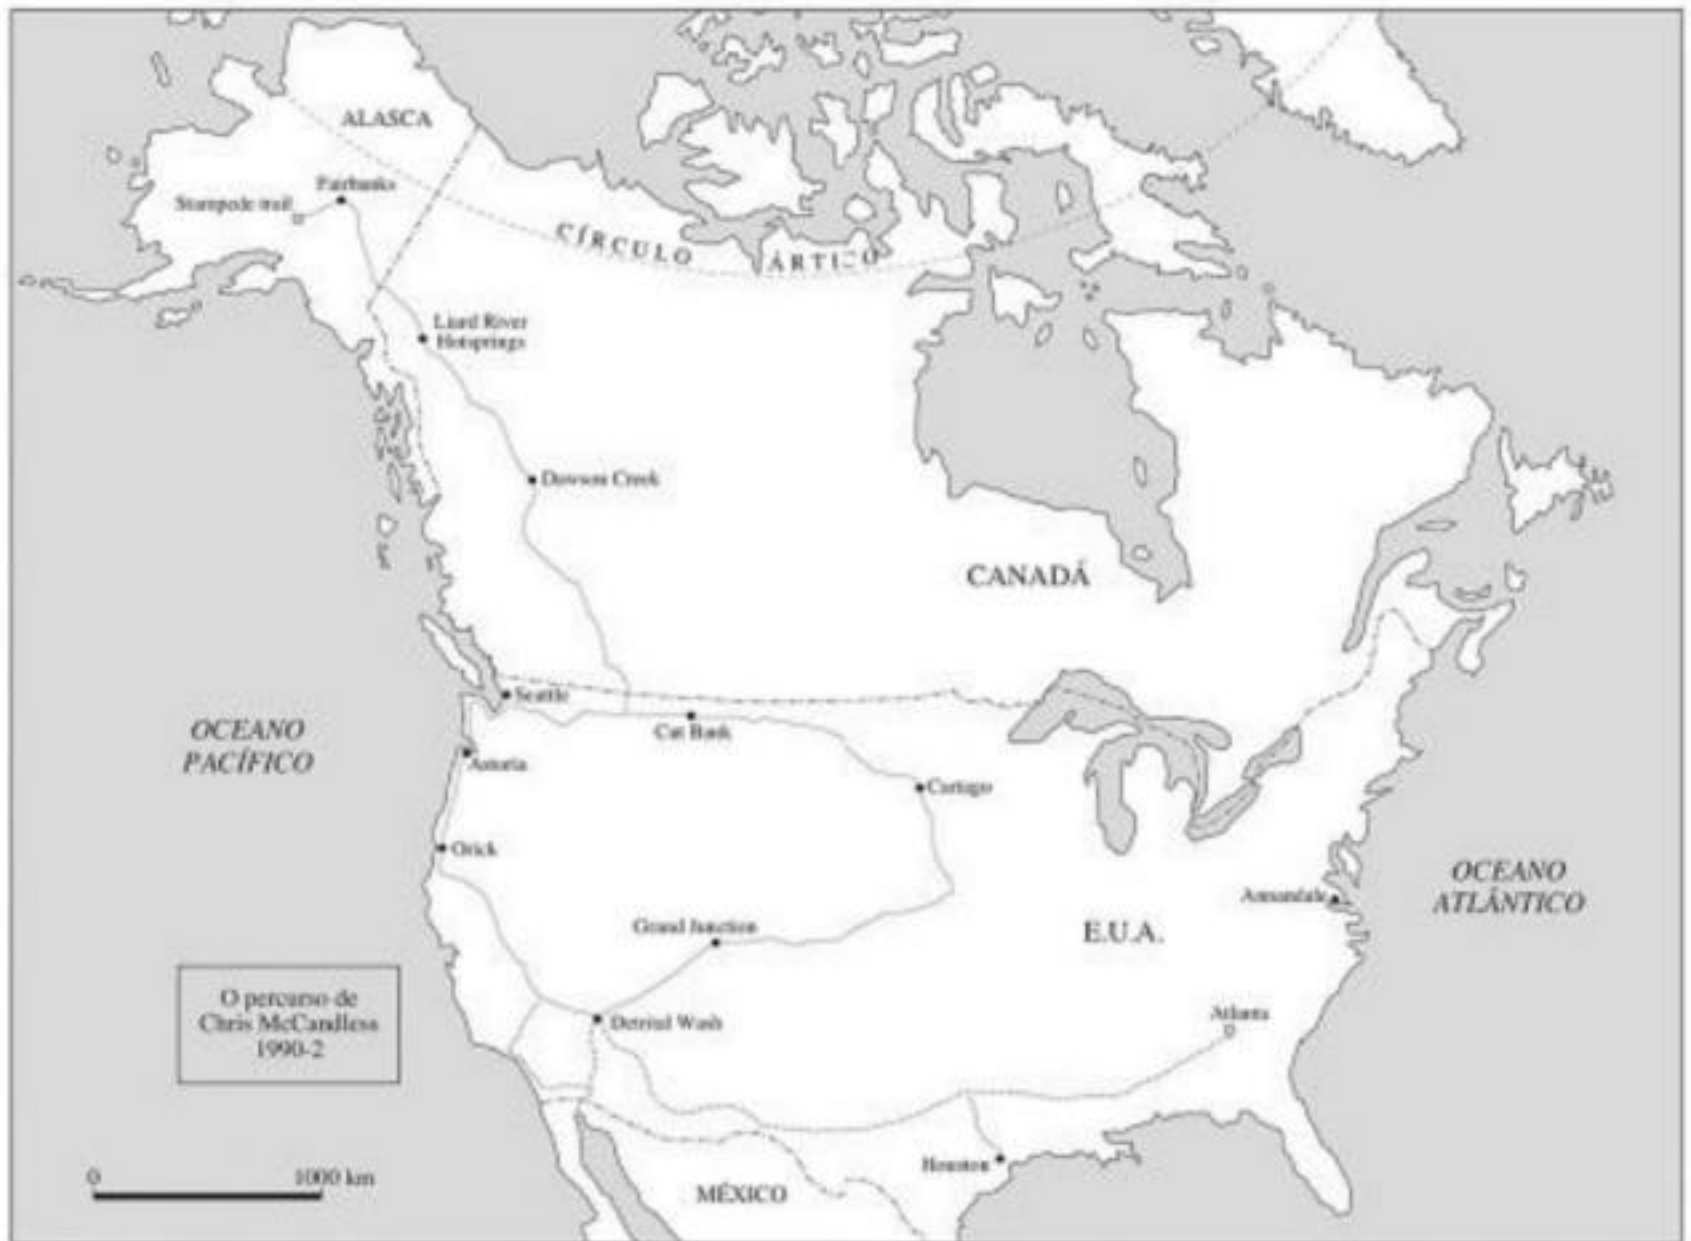 ALASCA
Fairbanks
Stampede trail
CÍRCULO ÁRTICO
Liard River
Hotsprings
Dawson Creek
CANADÁ
Seattle
Cut Bank
OCEANO
PACÍFICO
Astoria
Cartago
Orick
OCEANO
ATLÂNTICO
Annandale
Grand Junction
E.U.A.
O percurso de
Chris McCandless
1990-2
Detrital Wash
Atlanta
Houston
0 1000 km
MÉXICO